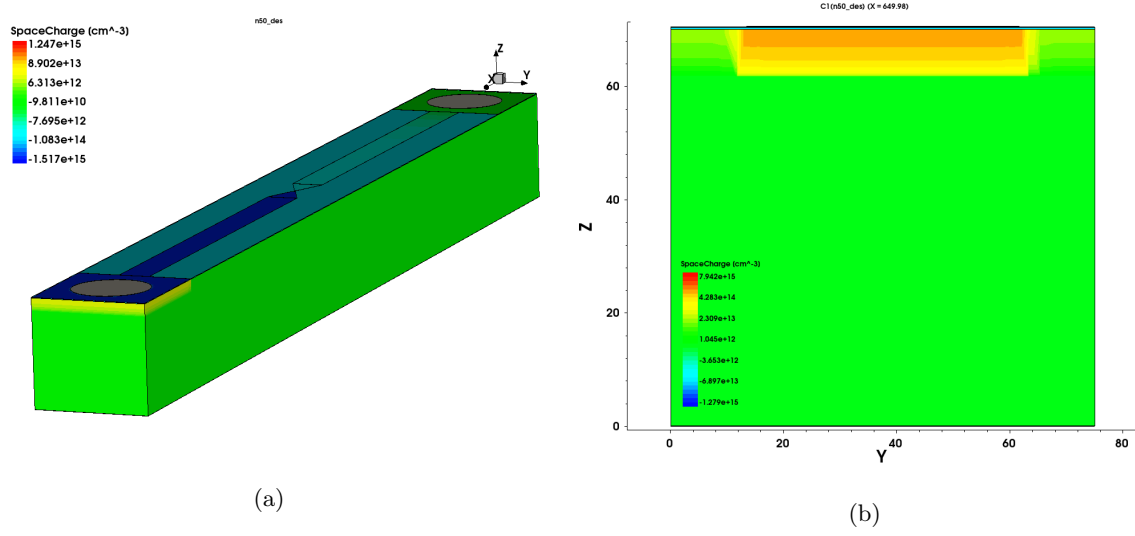 n50_des
SpaceCharge (cm^-3)
1.247e+15
8.902e+13
6.313e+12
-9.811e+10
-7.695e+12
-1.083e+14
-1.517e+15
Z
Y
X
(a)
C1(n50_des) (X = 649.98)
60
40
20
0
Z
SpaceCharge (cm^-3)
7.942e+15
4.283e+14
2.309e+13
1.045e+12
-3.653e+12
-6.897e+13
-1.279e+15
0
20
40
60
80
Y
(b)